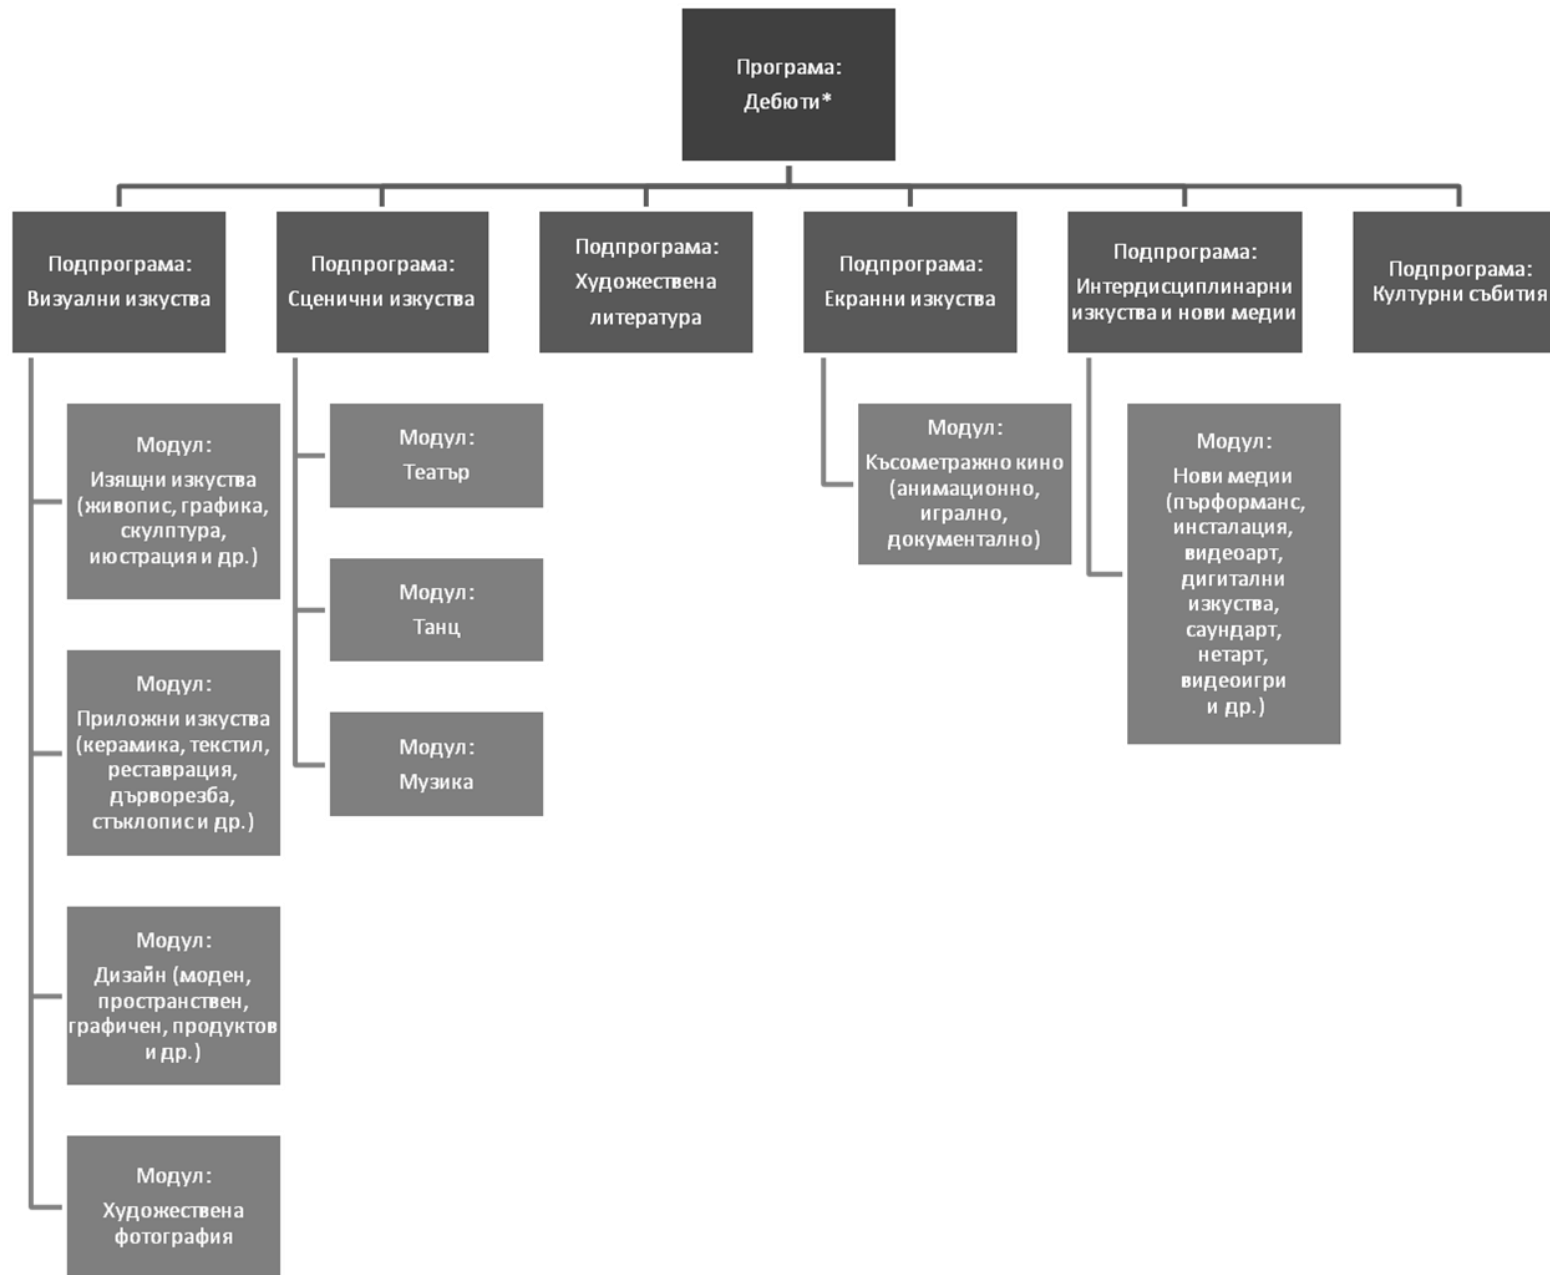 Програма:
Дебюти*
Подпрограма:
Визуални изкуства
Модул:
Изящни изкуства
(живопис, графика,
скулптура,
июстрация и др.)
Модул:
Приложни изкуства
(керамика, текстил,
реставрация,
дърворезба,
стъклопис и др.)
Модул:
Дизайн (моден,
пространствен,
графичен, продуктов
и др.)
Модул:
Художествена
фотография
Подпрограма:
Сценични изкуства
Модул:
Театър
Модул:
Танц
Модул:
Музика
Подпрограма:
Художествена
литература
Подпрограма:
Екранни изкуства
Модул:
Късометражно кино
(анимационно,
игрално,
документално)
Подпрограма:
Интердисциплинарни
изкуства и нови медии
Модул:
Нови медии
(пърформанс,
инсталация,
видеоарт,
дигитални
изкуства,
саундарт,
нетарт,
видеоигри
и др.)
Подпрограма:
Културни събития